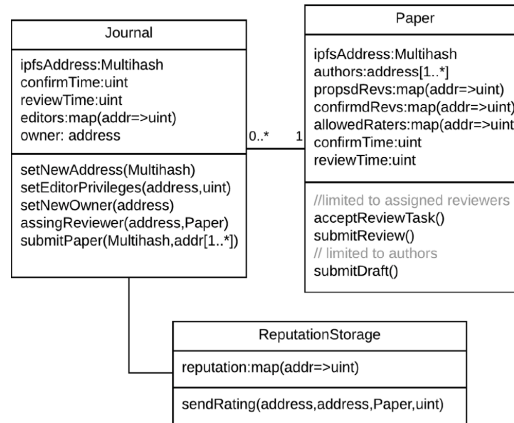 Journal
ipfsAddress:Multihash
confirmTime:uint
reviewTime:uint
editors:map(addr=>uint)
owner: address
setNewAddress(Multihash)
setEditorPrivileges(address,uint)
setNewOwner(address)
assingReviewer(address,Paper)
submitPaper(Multihash,addr[1..*])
0..*
1
Paper
ipfsAddress:Multihash
authors:address[1..*]
propsdRevs:map(addr=>uint)
confirmdRevs:map(addr=>uint)
allowedRaters:map(addr=>uint
confirmTime:uint
reviewTime:uint
//limited to assigned reviewers
acceptReviewTask()
submitReview()
// limited to authors
submitDraft()
ReputationStorage
reputation:map(addr=>uint)
sendRating(address,address,Paper,uint)